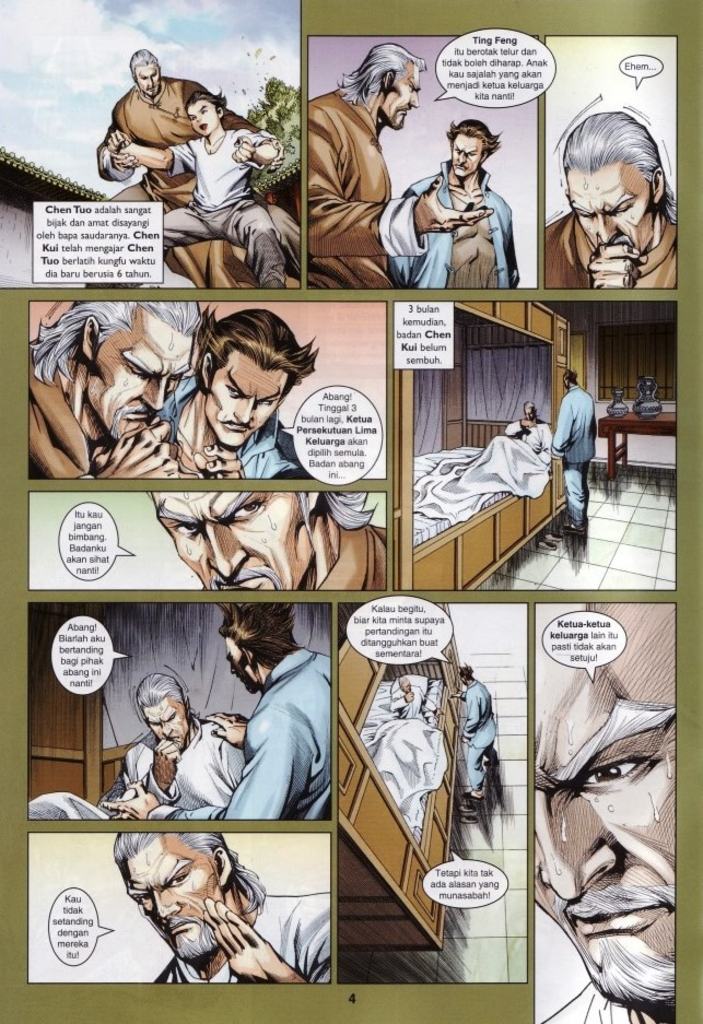 Chen Tuo adalah sangat
bijak dan amat disayangi
oleh bapa saudaranya. Chen
Kui telah mengajar Chen
Tuo berlatih kungfu waktu
dia baru berusia 6 tahun.
Ting Feng
itu berotak telur dan
tidak boleh diharap. Anak
kau sajalah yang akan
menjadi ketua keluarga
kita nanti!
Ehem...
Abang!
Tinggal 3
bulan lagi, Ketua
Persekutuan Lima
Keluarga akan
dipilih semula.
Badan abang
ini...
Itu kau
jangan
bimbang.
Badanku
akan sihat
nanti!
3 bulan
kemudian,
badan Chen
Kui belum
sembuh.
Abang!
Biarlah aku
bertanding
bagi pihak
abang ini
nanti!
Kau
tidak
setanding
dengan
mereka
itu!
Kalau begitu,
biar kita minta supaya
pertandingan itu
ditangguhkan buat
sementara!
Tetapi kita tak
ada alasan yang
munasabah!
Ketua-ketua
keluarga lain itu
pasti tidak akan
setuju!
4